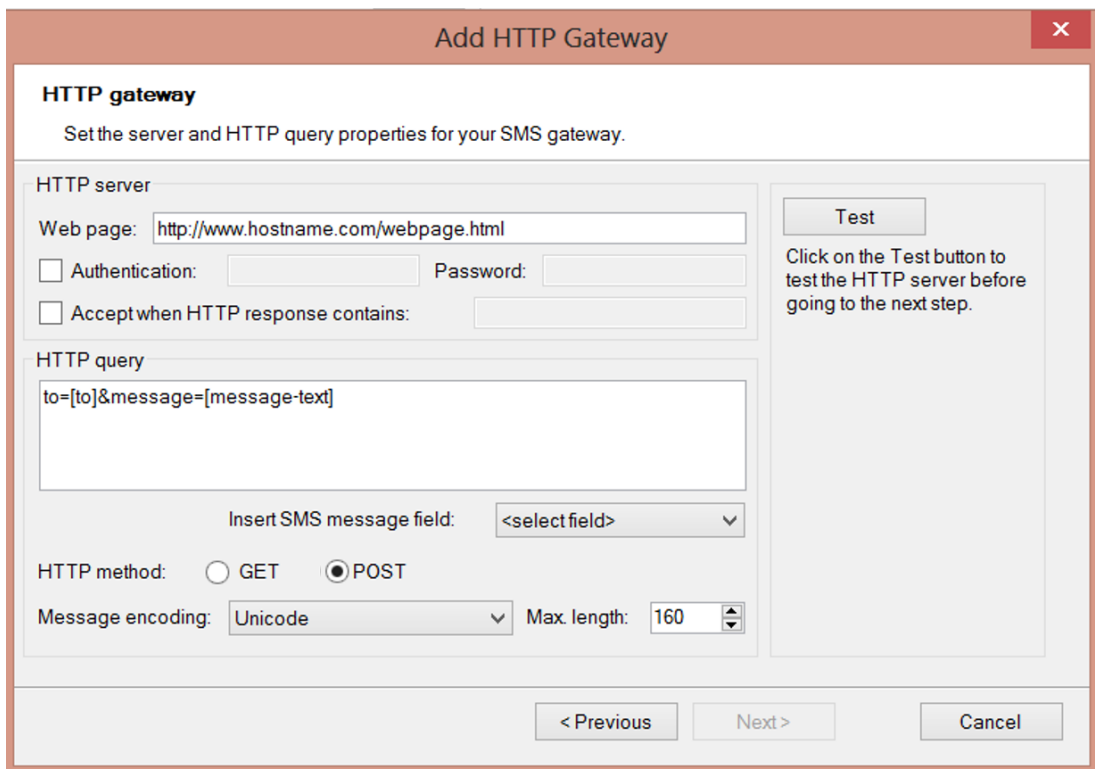 Add HTTP Gateway
HTTP gateway
Set the server and HTTP query properties for your SMS gateway.
HTTP server
Web page: http://www.hostname.com/webpage.html
Authentication: Password:
Accept when HTTP response contains:
Test
Click on the Test button to
test the HTTP server before
going to the next step.
HTTP query
to=[to]&message=[message-text]
Insert SMS message field: <select field>
HTTP method: GET POST
Message encoding: Unicode Max. length: 160
< Previous Next > Cancel